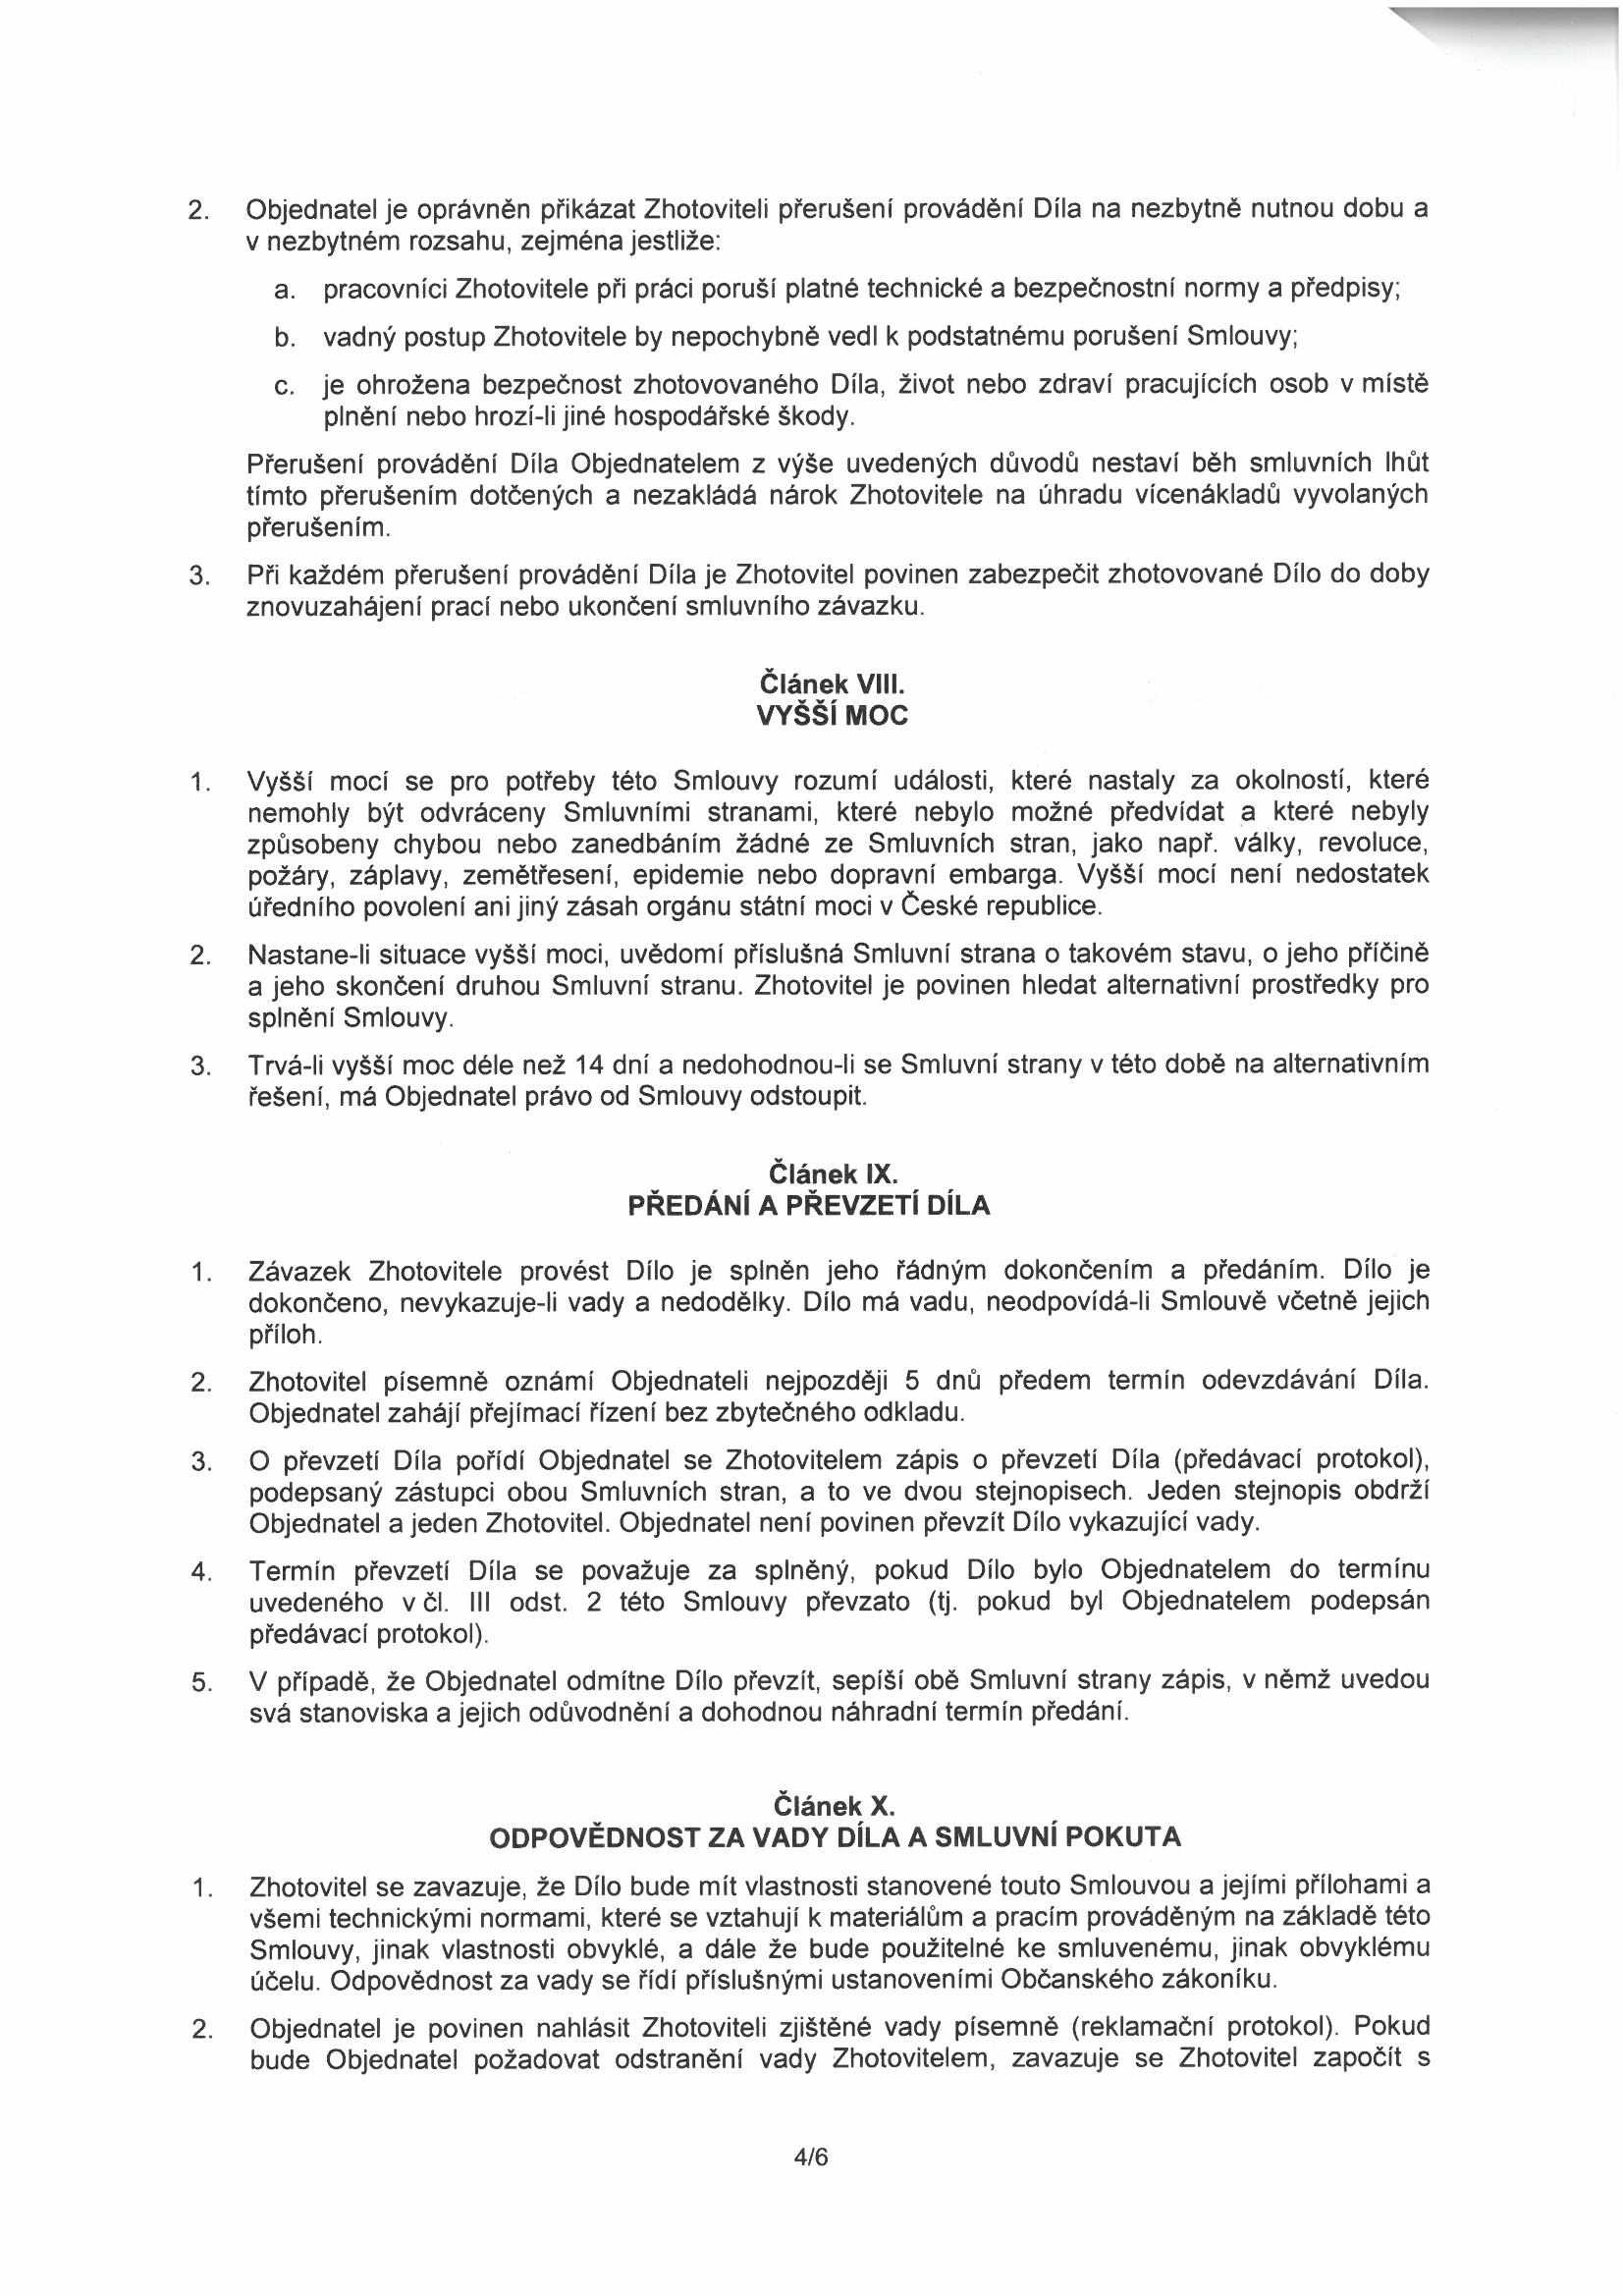 2. Objednatel je oprávněn přikázat Zhotoviteli přerušení provádění Díla na nezbytně nutnou dobu a
v nezbytném rozsahu, zejména jestliže:
a. pracovníci Zhotovitele při práci poruší platné technické a bezpečnostní normy a předpisy;
b. vadný postup Zhotovitele by nepochybně vedl k podstatnému porušení Smlouvy;
c. je ohrožena bezpečnost zhotovovaného Díla, život nebo zdraví pracujících osob v místě
plnění nebo hrozí-li jiné hospodářské škody.
Přerušení provádění Díla Objednatelem z výše uvedených důvodů nestaví běh smluvních lhůt
tímto přerušením dotčených a nezakládá nárok Zhotovitele na úhradu vícenákladů vyvolaných
přerušením.
3. Při každém přerušení provádění Díla je Zhotovitel povinen zabezpečit zhotovované Dílo do doby
znovuzahájení prací nebo ukončení smluvního závazku.
Článek VIII.
VYŠŠÍ MOC
1. Vyšší mocí se pro potřeby této Smlouvy rozumí události, které nastaly za okolností, které
nemohly být odvráceny Smluvními stranami, které nebylo možné předvídat a které nebyly
způsobeny chybou nebo zanedbáním žádné ze Smluvních stran, jako např. války, revoluce,
požáry, záplavy, zemětřesení, epidemie nebo dopravní embarga. Vyšší mocí není nedostatek
úředního povolení ani jiný zásah orgánu státní moci v České republice.
2. Nastane-li situace vyšší moci, uvědomí příslušná Smluvní strana o takovém stavu, o jeho příčině
a jeho skončení druhou Smluvní stranu. Zhotovitel je povinen hledat alternativní prostředky pro
splnění Smlouvy.
3. Trvá-li vyšší moc déle než 14 dní a nedohodnou-li se Smluvní strany v této době na alternativním
řešení, má Objednatel právo od Smlouvy odstoupit.
Článek IX.
PŘEDÁNÍ A PŘEVZETÍ DÍLA
1. Závazek Zhotovitele provést Dílo je splněn jeho řádným dokončením a předáním. Dílo je
dokončeno, nevykazuje-li vady a nedodělky. Dílo má vadu, neodpovídá-li Smlouvě včetně jejich
příloh.
2. Zhotovitel písemně oznámí Objednateli nejpozději 5 dnů předem termín odevzdávání Díla.
Objednatel zahájí přejímací řízení bez zbytečného odkladu.
3. O převzetí Díla pořídí Objednatel se Zhotovitelem zápis o převzetí Díla (předávací protokol),
podepsaný zástupci obou Smluvních stran, a to ve dvou stejnopisech. Jeden stejnopis obdrží
Objednatel a jeden Zhotovitel. Objednatel není povinen převzít Dílo vykazující vady.
4. Termín převzetí Díla se považuje za splněný, pokud Dílo bylo Objednatelem do termínu
uvedeného v čl. III odst. 2 této Smlouvy převzato (tj. pokud byl Objednatelem podepsán
předávací protokol).
5. V případě, že Objednatel odmítne Dílo převzít, sepíší obě Smluvní strany zápis, v němž uvedou
svá stanoviska a jejich odůvodnění a dohodnou náhradní termín předání.
Článek X.
ODPOVĚDNOST ZA VADY DÍLA A SMLUVNÍ POKUTA
1. Zhotovitel se zavazuje, že Dílo bude mít vlastnosti stanovené touto Smlouvou a jejími přílohami a
všemi technickými normami, které se vztahují k materiálům a pracím prováděným na základě této
Smlouvy, jinak vlastnosti obvyklé, a dále že bude použitelné ke smluvenému, jinak obvyklému
účelu. Odpovědnost za vady se řídí příslušnými ustanoveními Občanského zákoníku.
2. Objednatel je povinen nahlásit Zhotoviteli zjištěné vady písemně (reklamační protokol). Pokud
bude Objednatel požadovat odstranění vady Zhotovitelem, zavazuje se Zhotovitel započít s
4/6